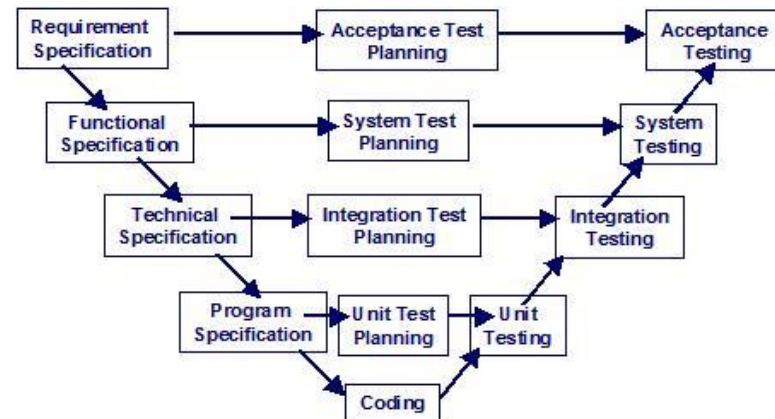 Requirement
Specification
Acceptance Test
Planning
Acceptance
Testing
Functional
Specification
System Test
Planning
System
Testing
Technical
Specification
Integration Test
Planning
Integration
Testing
Program
Specification
Unit Test
Planning
Unit
Testing
Coding